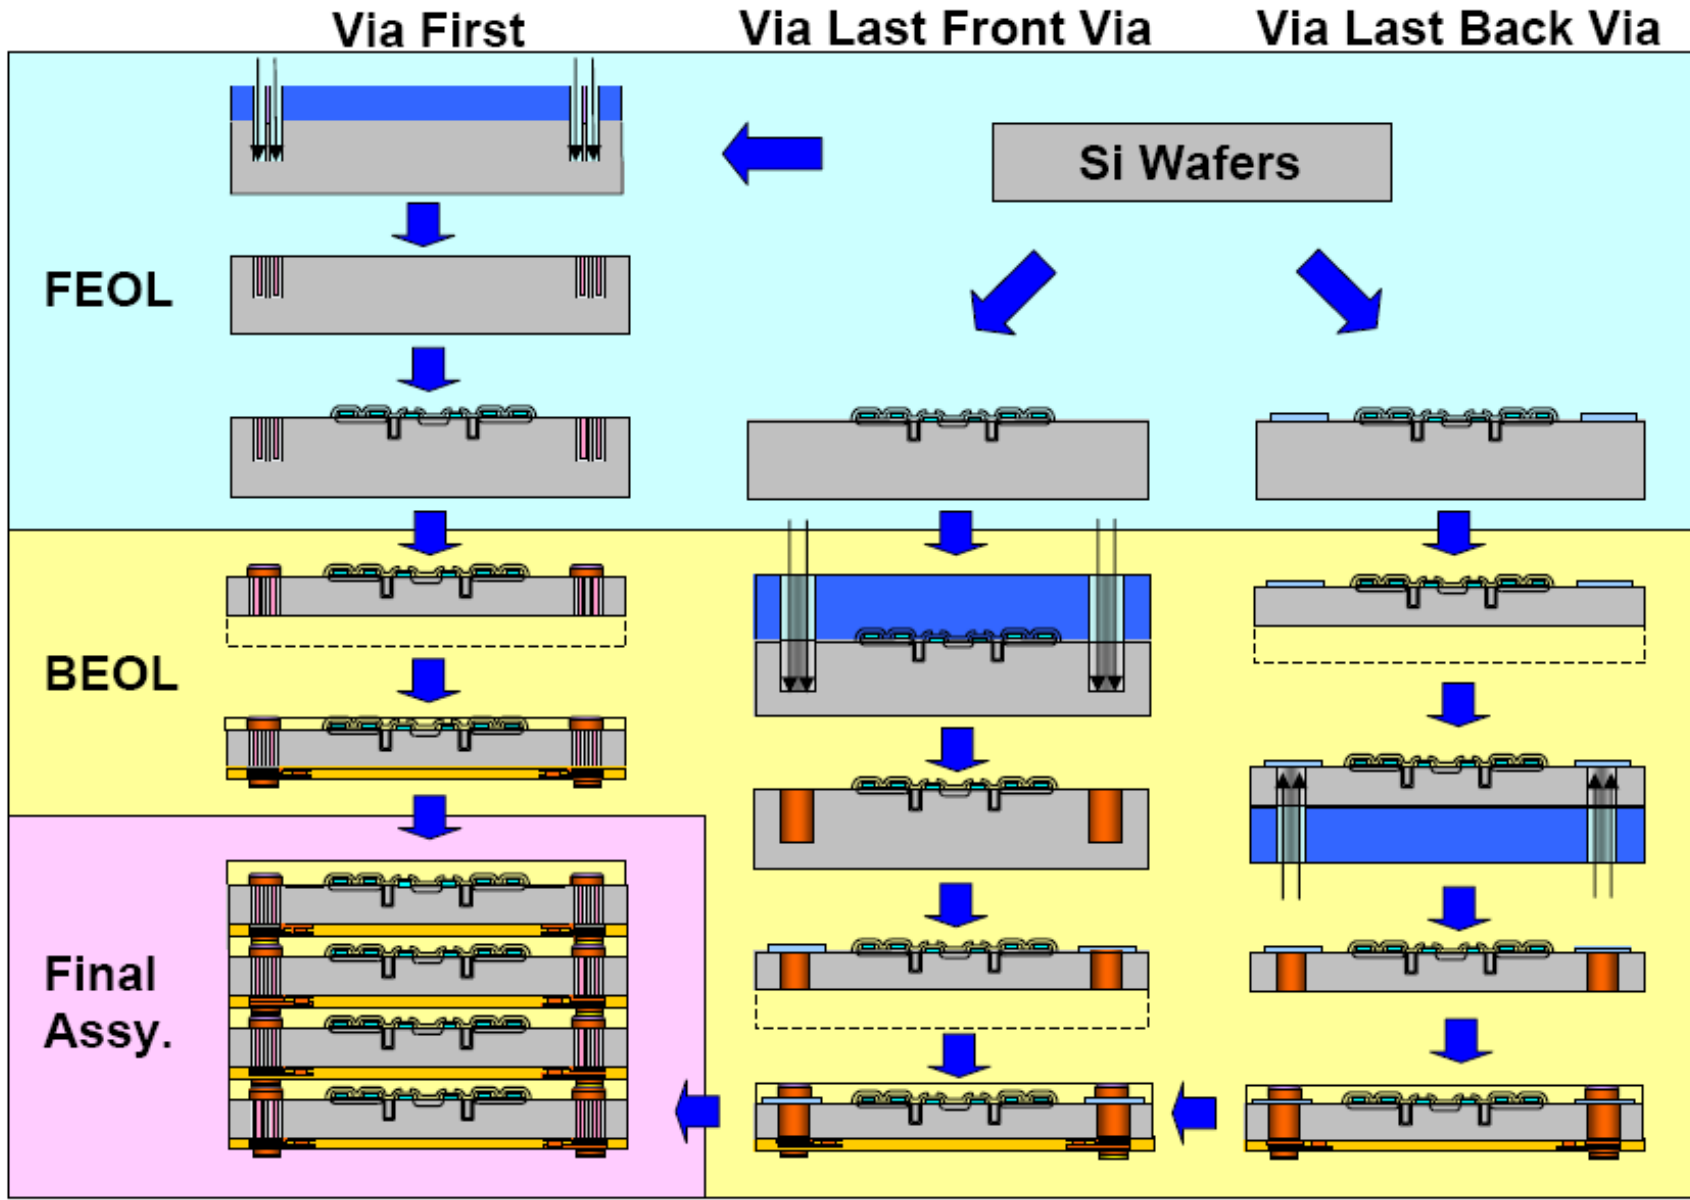 Via First
Via Last Front Via
Via Last Back Via
Si Wafers
FEOL
BEOL
Final
Assy.